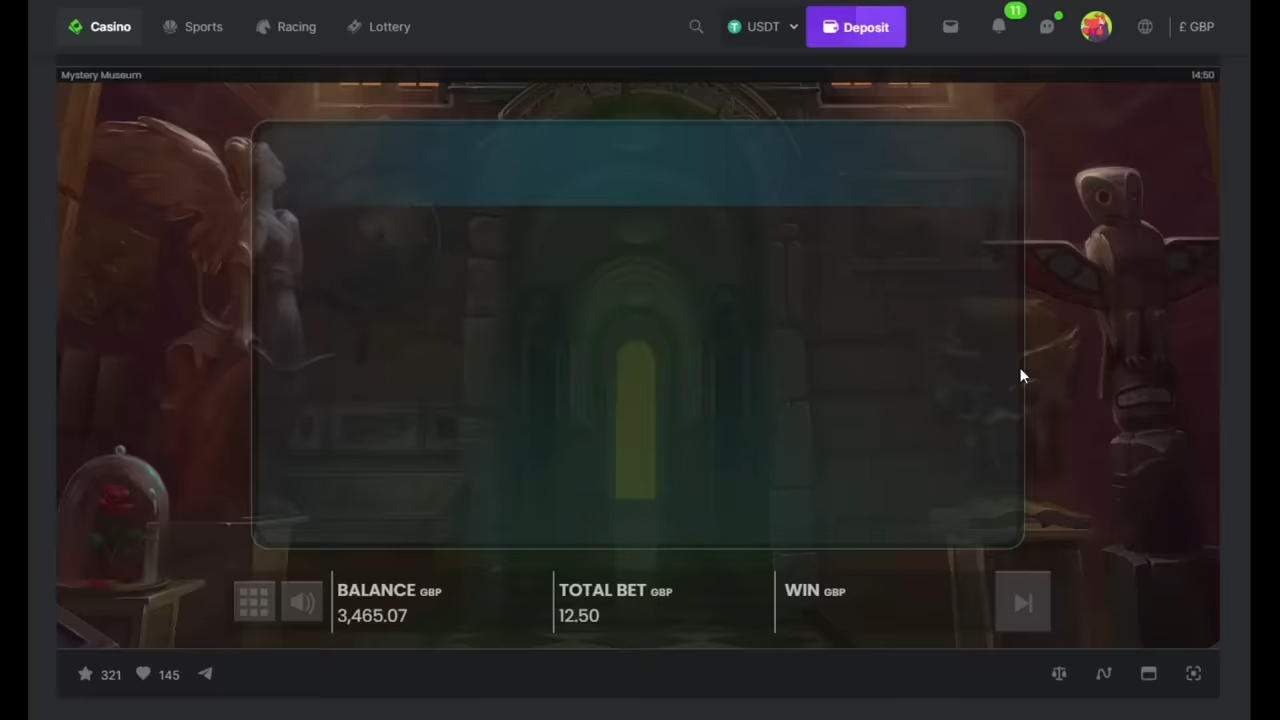 Casino
Sports
Racing
Lottery
USDT
Deposit
11
£ GBP
Mystery Museum
14:50
BALANCE GBP
3,465.07
TOTAL BET GBP
12.50
WIN GBP
321
145